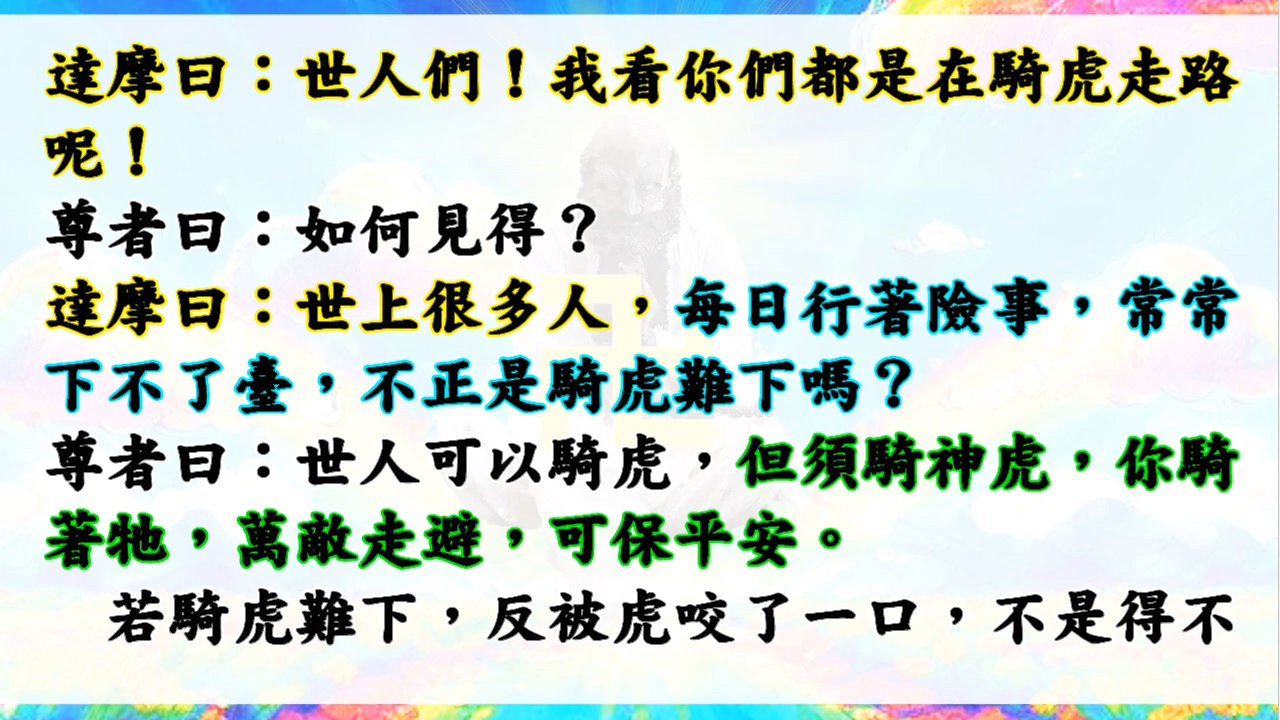 達摩曰：世人們！我看你們都是在騎虎走路
呢！
尊者曰：如何見得？
達摩曰：世上很多人，每日行著險事，常常
下不了臺，不正是騎虎難下嗎？
尊者曰：世人可以騎虎，但須騎神虎，你騎
著牠，萬敵走避，可保平安。
　若騎虎難下，反被虎咬了一口，不是得不